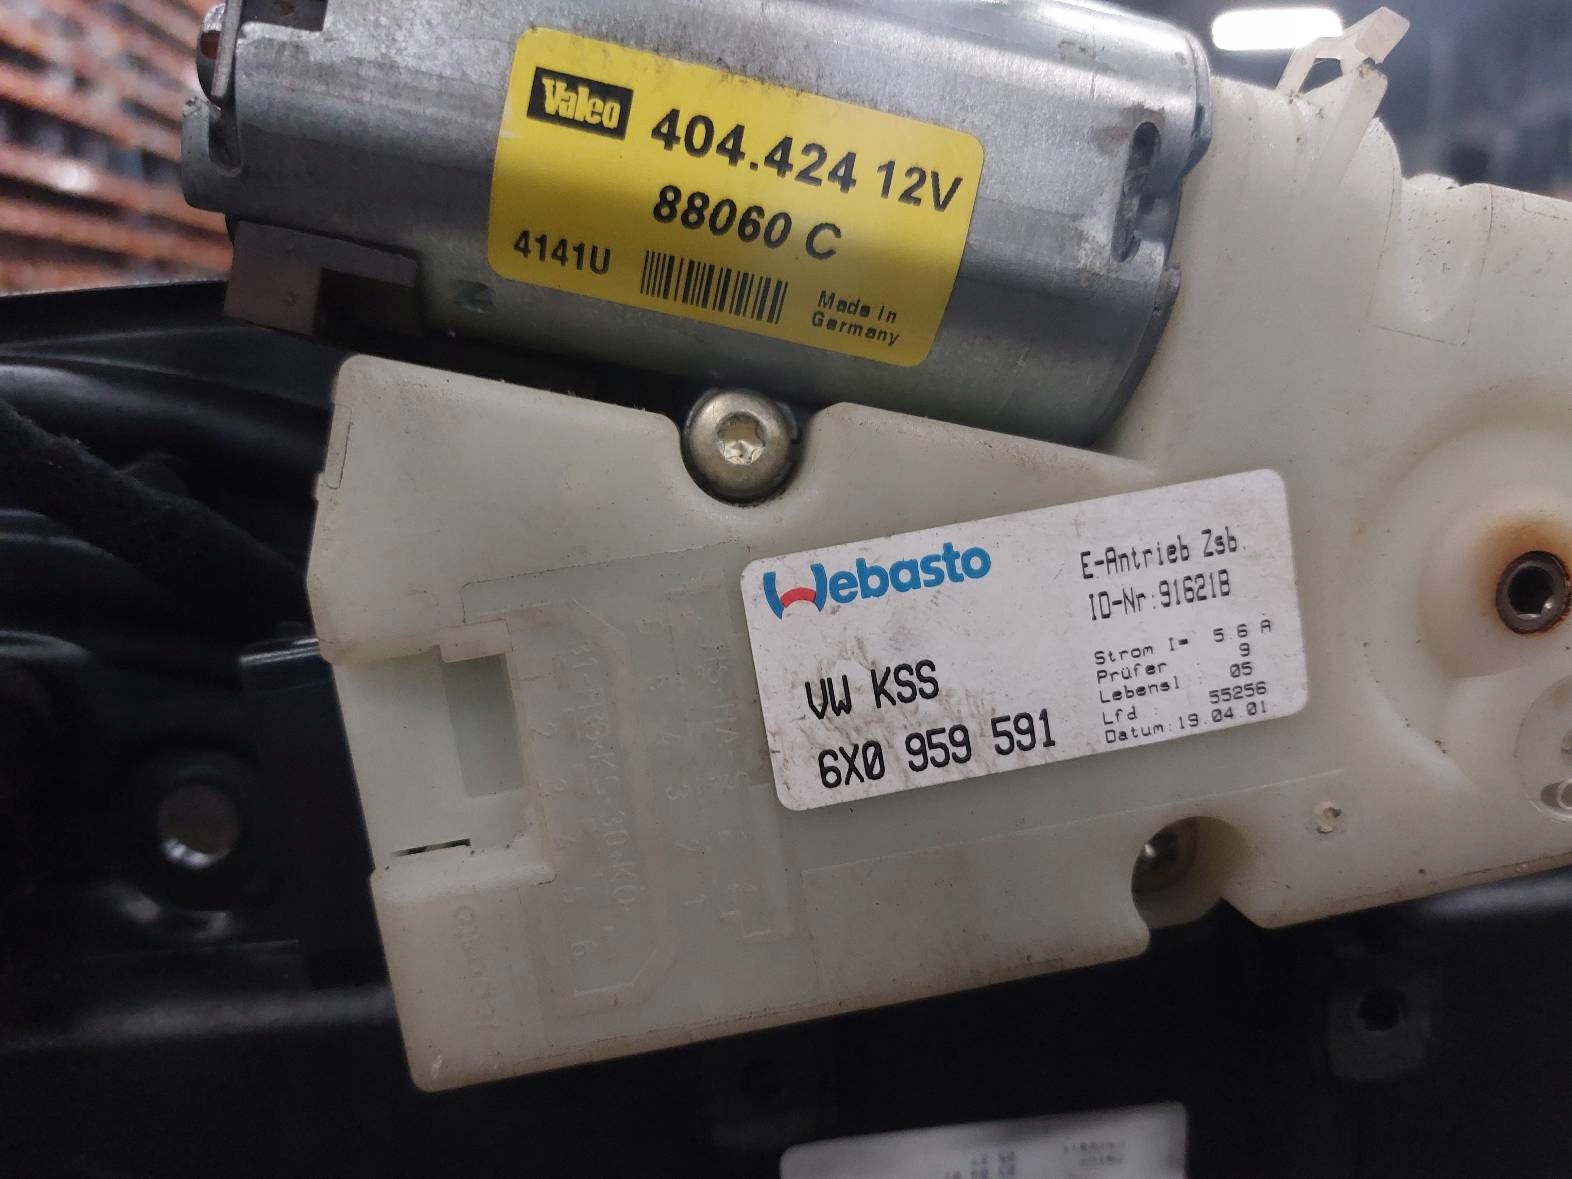 Valeo 404.424 12V
88060 C
4141U
Made in
Germany
Webasto
E-Antrieb Zsb.
ID-Nr:91621B
VW KSS
6X0 959 591
Strom I= 5.6 A
Prüfer : 9
Lebensl : 05
Lfd : 55256
Datum:19.04.01